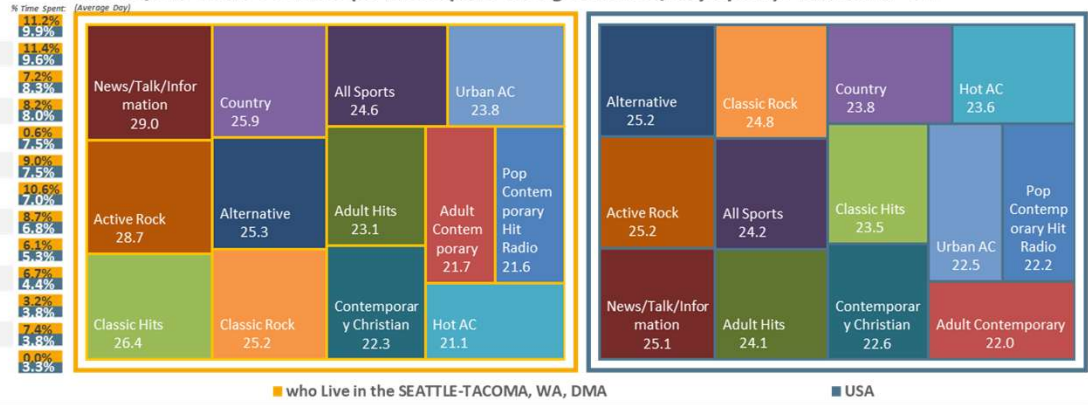 % Time Spent: (Average Day)
11.2%
9.9%
11.4%
9.6%
7.2%
8.3%
8.2%
8.0%
0.6%
7.5%
9.0%
7.5%
10.6%
7.0%
8.7%
6.8%
6.1%
5.3%
6.7%
4.4%
3.2%
3.8%
7.4%
3.8%
0.0%
3.3%
News/Talk/Infor
mation
29.0
Country
25.9
All Sports
24.6
Urban AC
23.8
Active Rock
28.7
Alternative
25.3
Adult Hits
23.1
Adult
Contem
porary
21.7
Pop
Contem
porary
Hit
Radio
21.6
Classic Hits
26.4
Classic Rock
25.2
Contemporar
y Christian
22.3
Hot AC
21.1
Alternative
25.2
Classic Rock
24.8
Country
23.8
Hot AC
23.6
Active Rock
25.2
All Sports
24.2
Classic Hits
23.5
Urban AC
22.5
Pop
Contemp
orary Hit
Radio
22.2
News/Talk/Infor
mation
25.1
Adult Hits
24.1
Contemporar
y Christian
22.6
Adult Contemporary
22.0
who Live in the SEATTLE-TACOMA, WA, DMA
USA